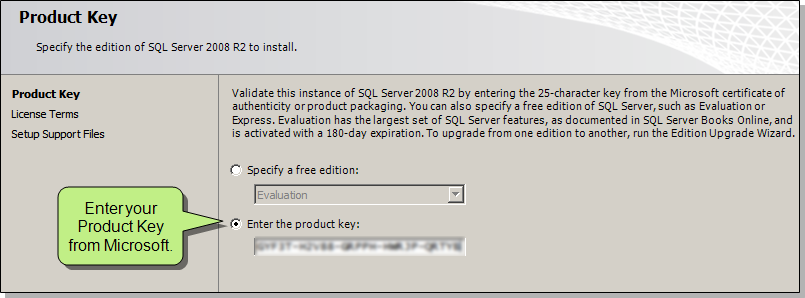 Product Key
Specify the edition of SQL Server 2008 R2 to install.
Product Key
License Terms
Setup Support Files
Validate this instance of SQL Server 2008 R2 by entering the 25-character key from the Microsoft certificate of
authenticity or product packaging. You can also specify a free edition of SQL Server, such as Evaluation or
Express. Evaluation has the largest set of SQL Server features, as documented in SQL Server Books Online, and
is activated with a 180-day expiration. To upgrade from one edition to another, run the Edition Upgrade Wizard.
Specify a free edition:
Evaluation
Enter the product key:
Enter your
Product Key
from Microsoft.